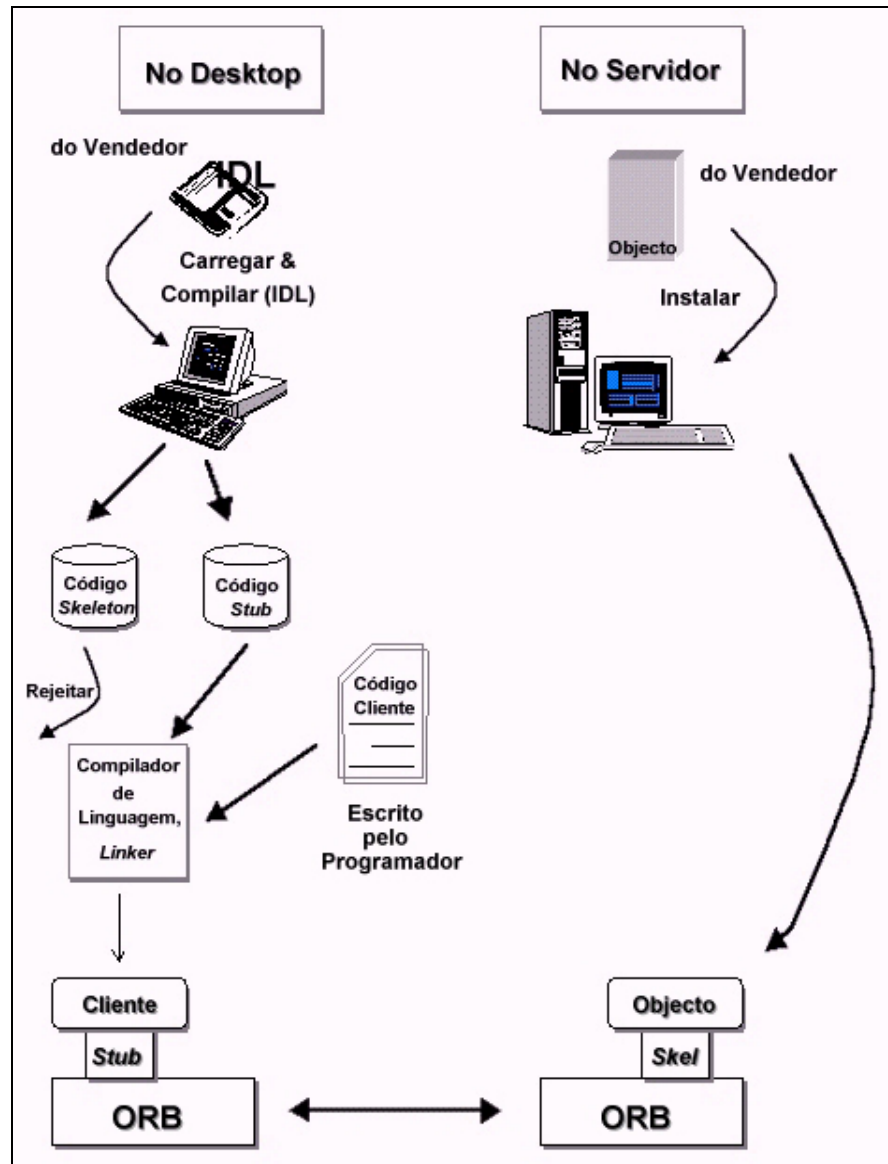 No Desktop
No Servidor
do Vendedor
IDL
Carregar &
Compilar (IDL)
Objecto
do Vendedor
Instalar
Código
Skeleton
Código
Stub
Rejeitar
Código
Cliente
Escrito
pelo
Programador
Compilador
de
Linguagem,
Linker
Cliente
Stub
ORB
Objecto
Skel
ORB